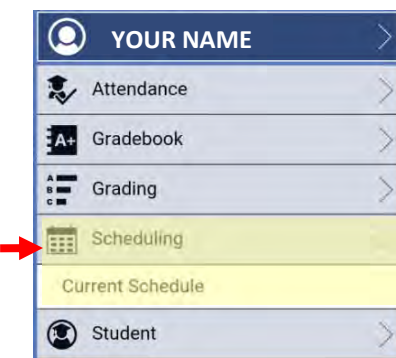 YOUR NAME
Attendance
A+ Gradebook
A
B
C
Grading
Scheduling
Current Schedule
Student